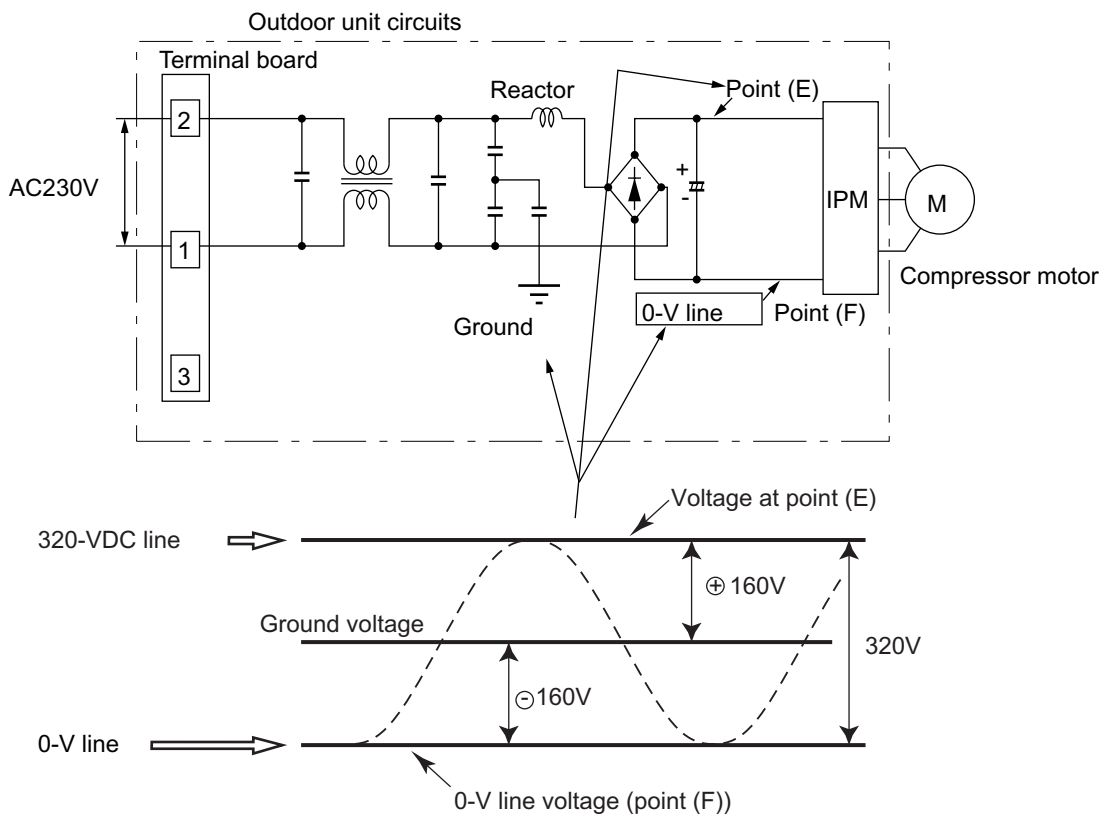 Outdoor unit circuits
Terminal board
2
Reactor
Point (E)
AC230V
+
-
IPM
M
1
Compressor motor
0-V line
Point (F)
Ground
3
Voltage at point (E)
320-VDC line
⊕ 160V
Ground voltage
320V
⊖ 160V
0-V line
0-V line voltage (point (F))